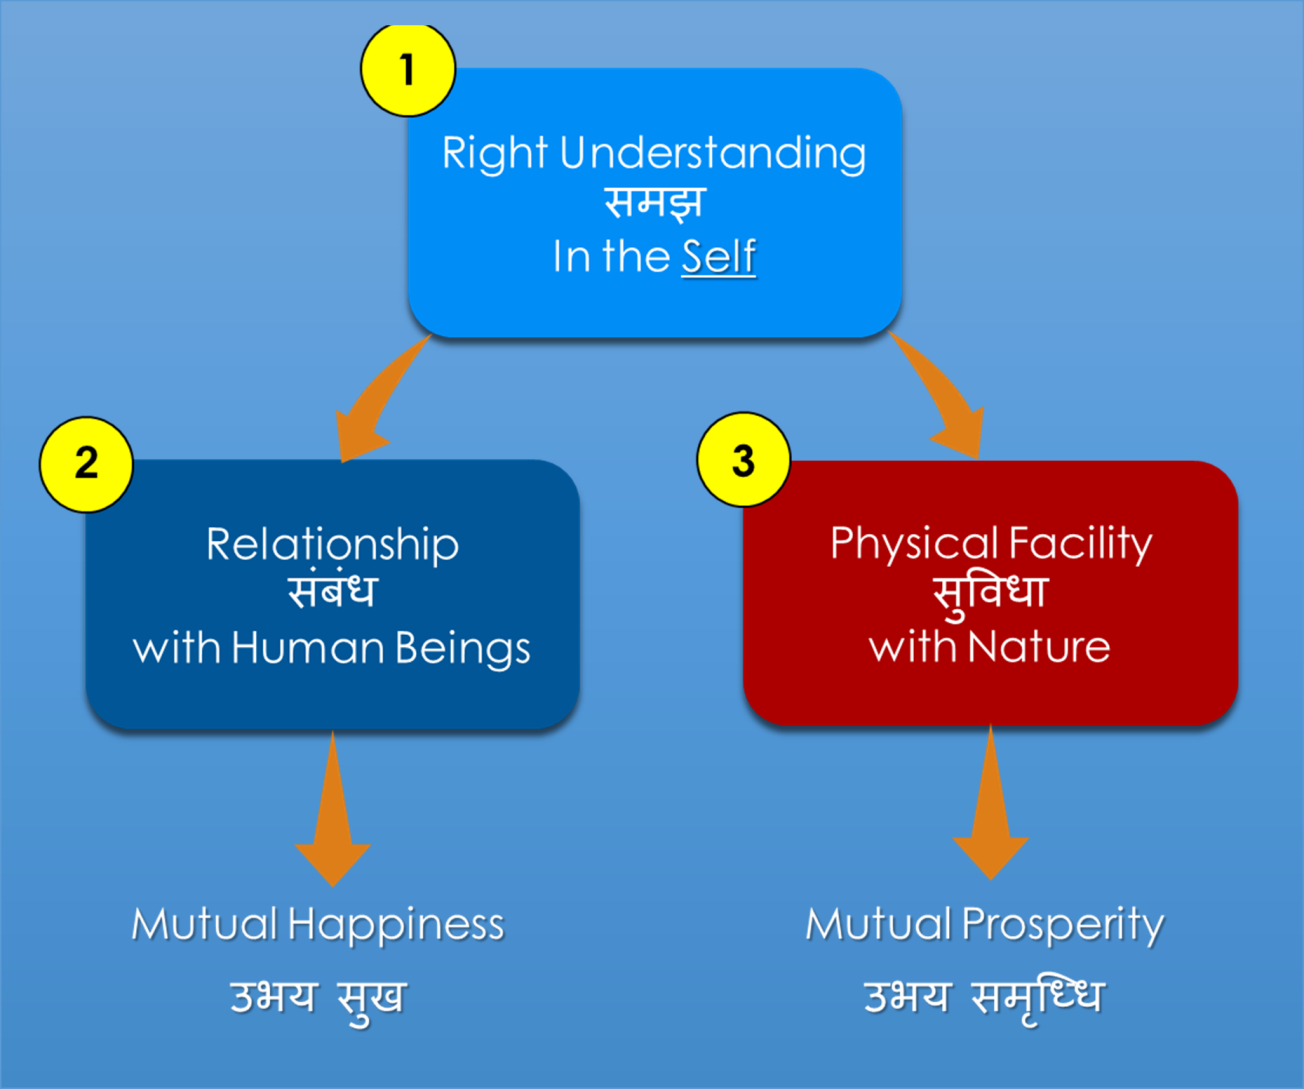 1
Right Understanding
समझ
In the Self
2
Relationship
संबंध
with Human Beings
3
Physical Facility
सुविधा
with Nature
Mutual Happiness
उभय सुख
Mutual Prosperity
उभय समृध्धि